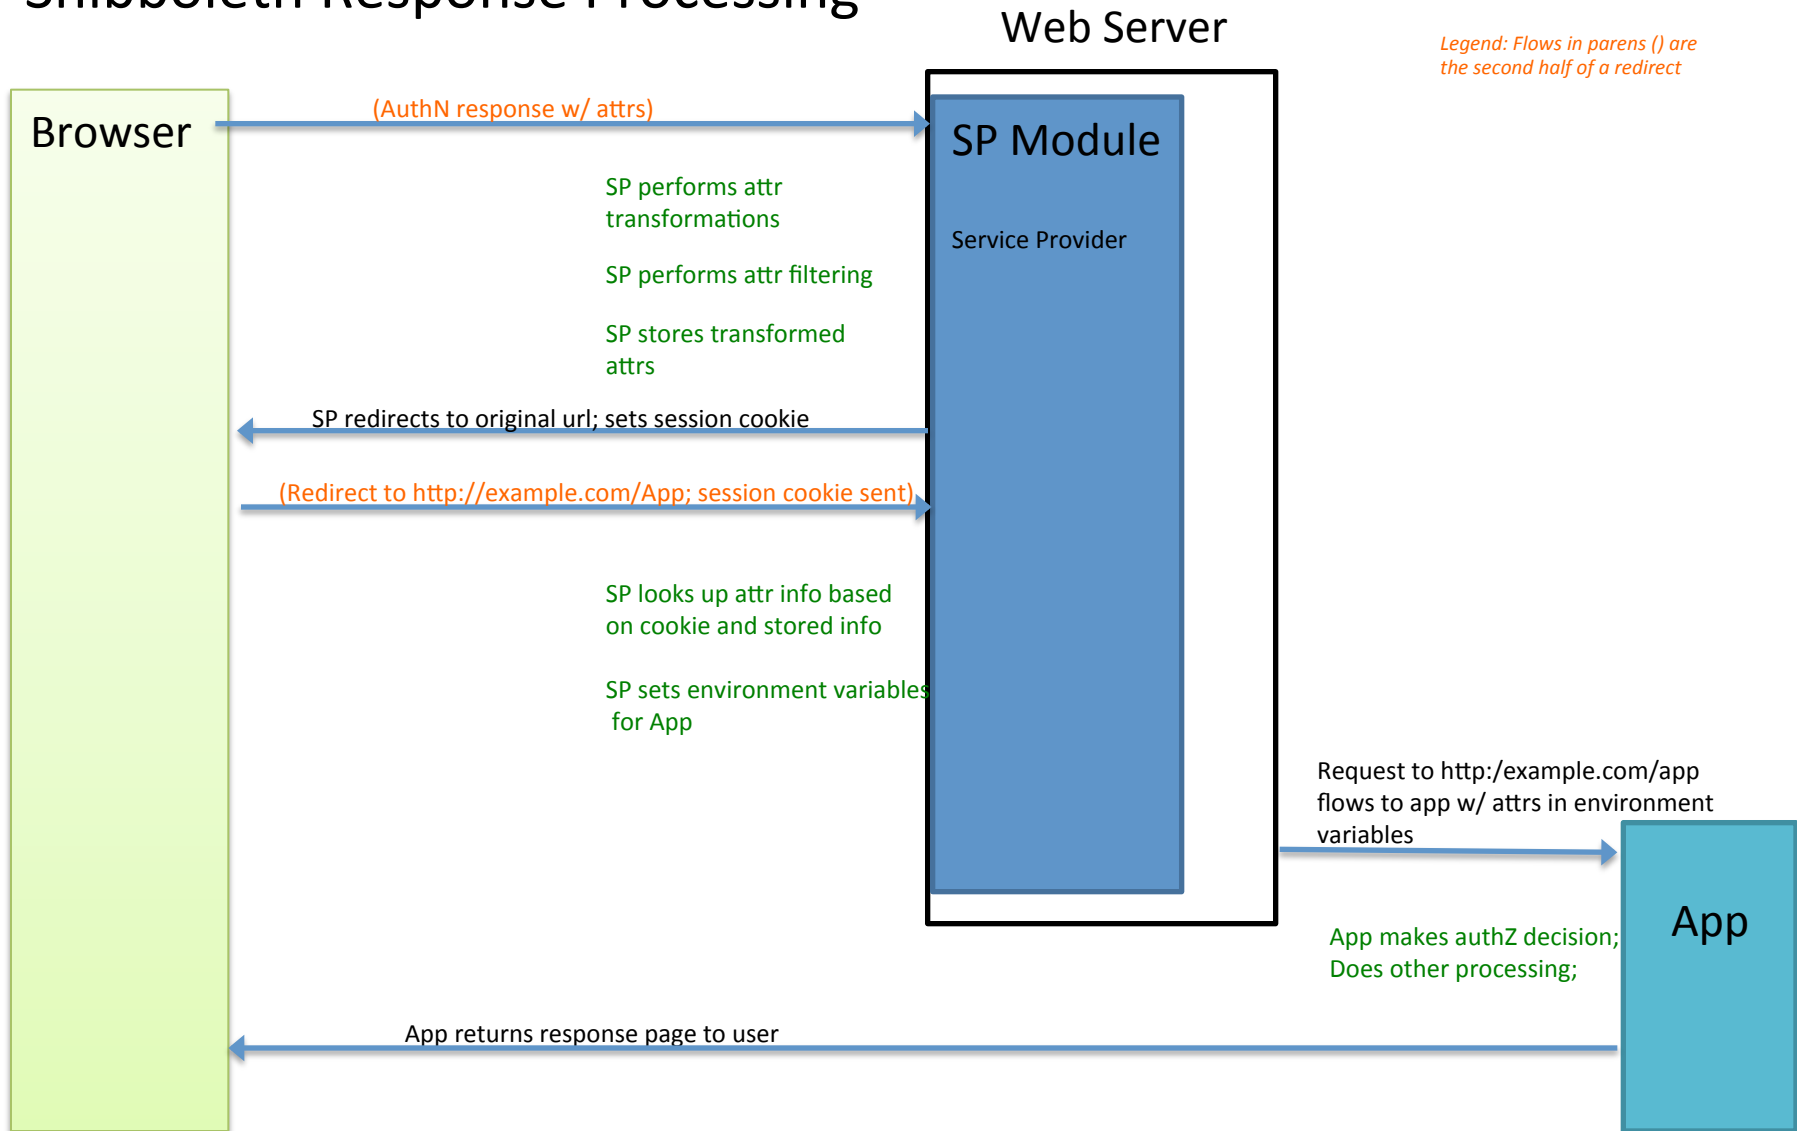 Shibboleth Response Processing
Web Server
Legend: Flows in parens () are
the second half of a redirect
Browser
(AuthN response w/ attrs)
SP Module
SP performs attr
transformations
Service Provider
SP performs attr filtering
SP stores transformed
attrs
SP redirects to original url; sets session cookie
(Redirect to http://example.com/App; session cookie sent)
SP looks up attr info based
on cookie and stored info
SP sets environment variables
for App
Request to http:/example.com/app
flows to app w/ attrs in environment
variables
App
App makes authZ decision;
Does other processing;
App returns response page to user